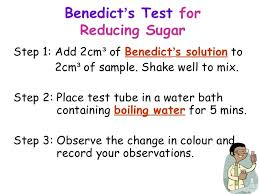 Benedict's Test for
Reducing Sugar
Step 1: Add 2cm³ of Benedict's solution to
2cm³ of sample. Shake well to mix.
Step 2: Place test tube in a water bath
containing boiling water for 5 mins.
Step 3: Observe the change in colour and
record your observations.